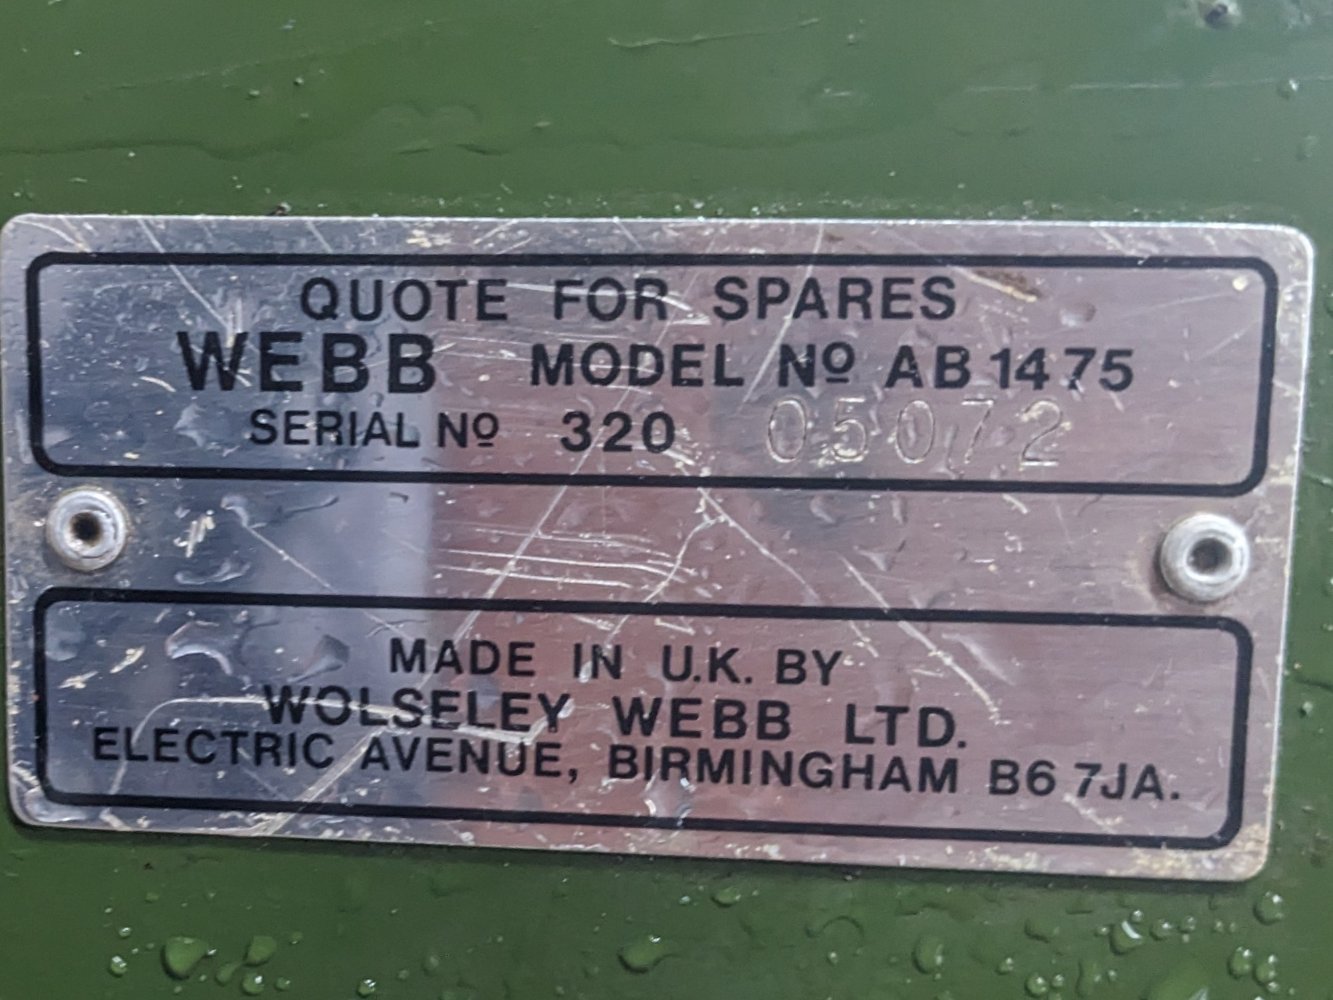 QUOTE FOR SPARES
WEBB MODEL Nº AB 1475
SERIAL Nº 320 05072
MADE IN U.K. BY
WOLSELEY WEBB LTD.
ELECTRIC AVENUE, BIRMINGHAM B6 7JA.